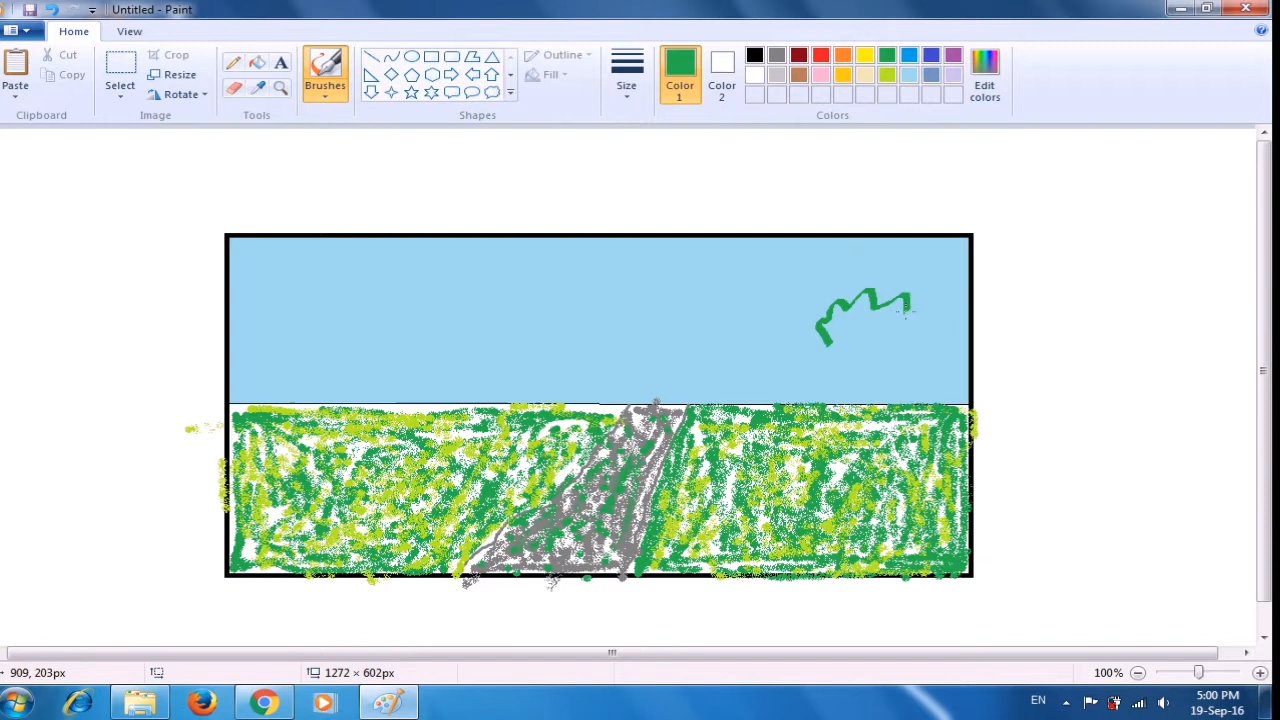 Untitled - Paint
Home View
Cut
Copy
Paste
Clipboard
Select
Crop
Resize
Rotate
Image
A
Tools
Brushes
Outline
Fill
Shapes
Size
Color 1
Color 2
Edit colors
Colors
909, 203px
1272 × 602px
100%
EN
5:00 PM
19-Sep-16